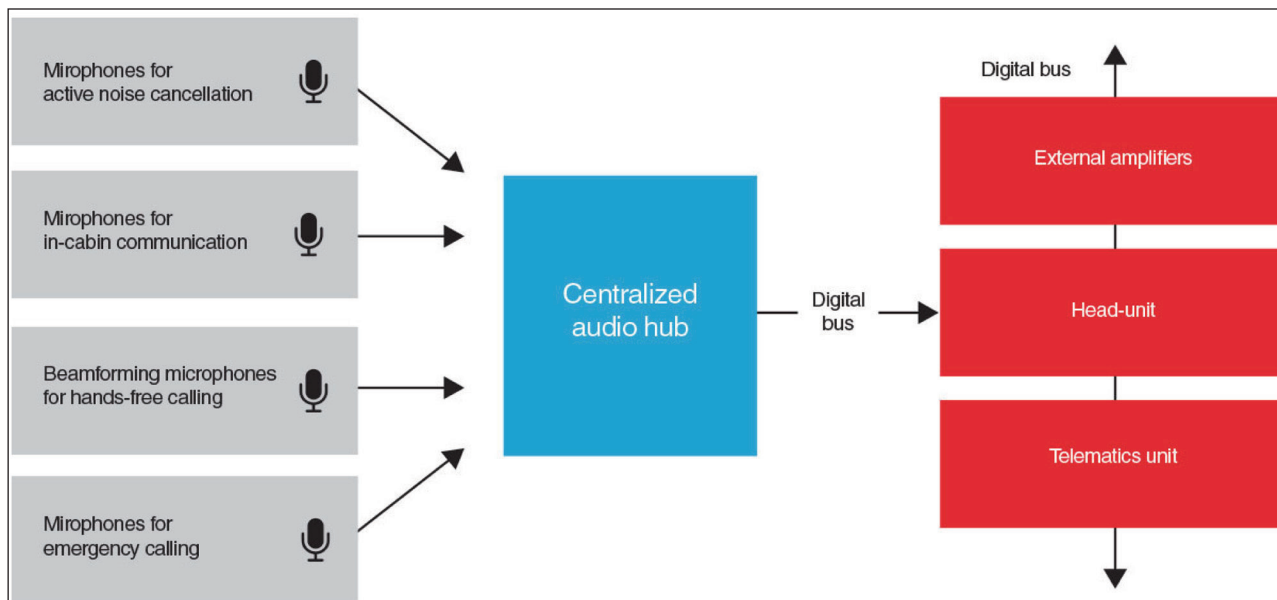 Mirophones for
active noise cancellation
Mirophones for
in-cabin communication
Beamforming microphones
for hands-free calling
Mirophones for
emergency calling
Centralized
audio hub
Digital
bus
Digital bus
External amplifiers
Head-unit
Telematics unit